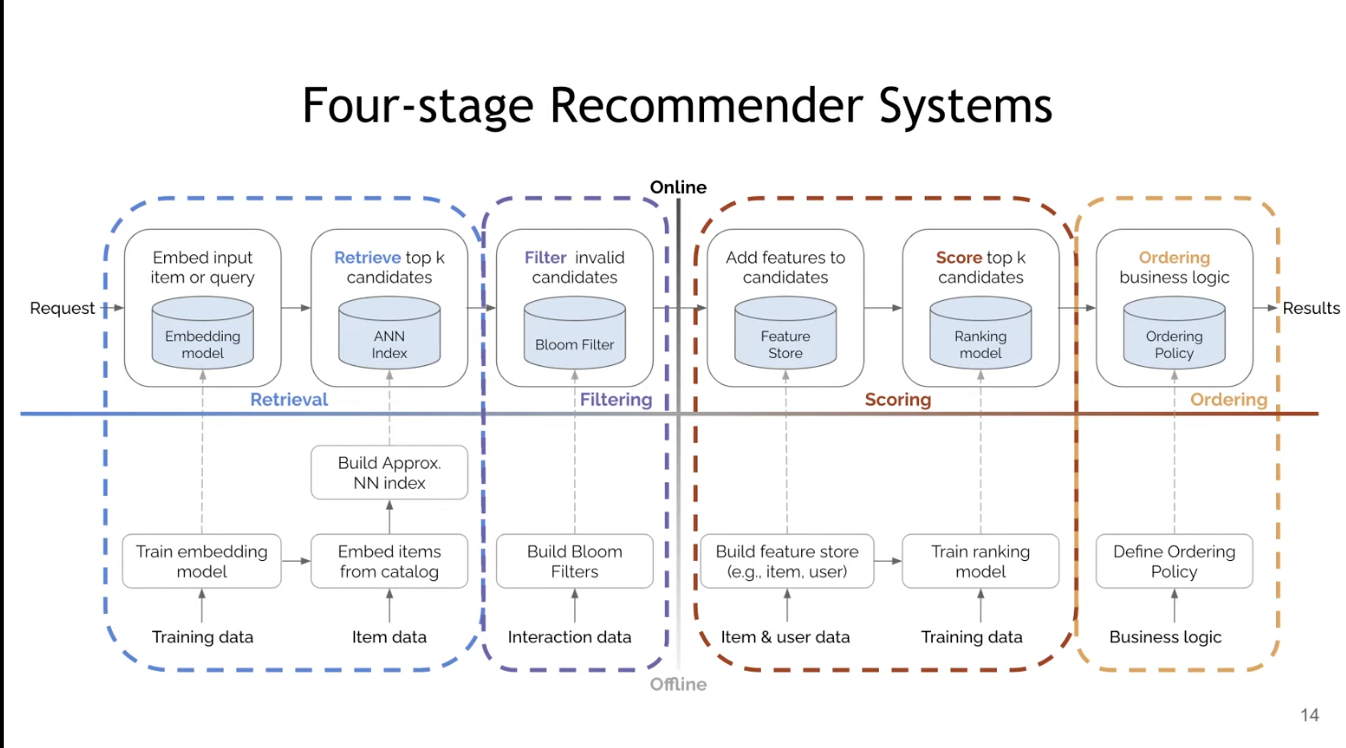 Four-stage Recommender Systems
Online
Embed input
item or query
Embedding
model
Retrieve top k
candidates
ANN
Index
Filter invalid
candidates
Bloom Filter
Add features to
candidates
Feature
Store
Score top k
candidates
Ranking
model
Ordering
business logic
Ordering
Policy
Request
Results
Retrieval
Filtering
Scoring
Ordering
Build Approx.
NN index
Train embedding
model
Embed items
from catalog
Build Bloom
Filters
Build feature store
(e.g., item, user)
Train ranking
model
Define Ordering
Policy
Training data
Item data
Interaction data
Item & user data
Training data
Business logic
Offline
14